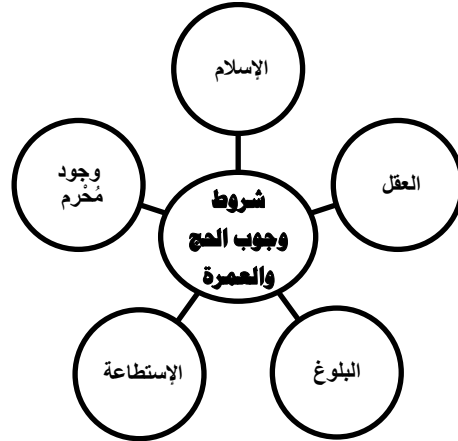 شروط
وجوب الحج
والعمرة
الإسلام
العقل
البلوغ
الإستطاعة
وجود
مُحْرم